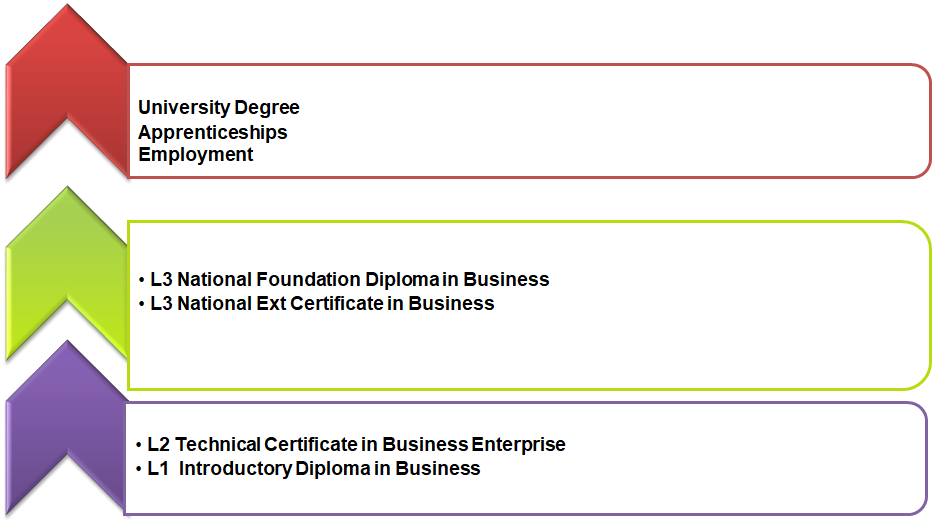 University Degree
Apprenticeships
Employment
• L3 National Foundation Diploma in Business
• L3 National Ext Certificate in Business
• L2 Technical Certificate in Business Enterprise
• L1  Introductory Diploma in Business